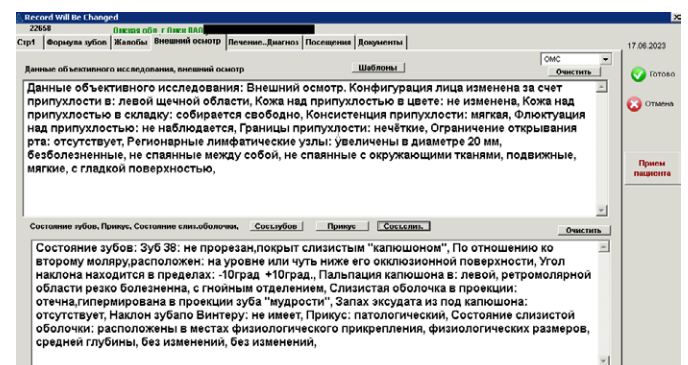 Record Will Be Changed
22658 Омская обл. г Омск
Стр1 Формула зубов Жалобы Внешний осмотр Лечение..Диагноз Посещения Документы
17.06.2023
Данные объективного исследования, внешний осмотр Шаблоны ОМС Очистить
Готово
Отмена
Прием пациента
Данные объективного исследования: Внешний осмотр. Конфигурация лица изменена за счет
припухлости в: левой щечной области, Кожа над припухлостью в цвете: не изменена, Кожа над
припухлостью в складку: собирается свободно, Консистенция припухлости: мягкая, Флюктуация
над припухлостью: не наблюдается, Границы припухлости: нечёткие, Ограничение открывания
рта: отсутствует, Регионарные лимфатические узлы: увеличены в диаметре 20 мм,
безболезненные, не спаянные между собой, не спаянные с окружающими тканями, подвижные,
мягкие, с гладкой поверхностью,
Состояние зубов, Прикус, Состояние слиз.оболочки, Сост.зубов Прикус Сост.слиз. Очистить
Состояние зубов: Зуб 38: не прорезан,покрыт слизистым "капюшоном", По отношению ко
второму моляру,расположен: на уровне или чуть ниже его окклюзионной поверхности, Угол
наклона находится в пределах: -10град +10град., Пальпация капюшона в: левой, ретромолярной
области резко болезненна, с гнойным отделением, Слизистая оболочка в проекции:
отечна,гипермирована в проекции зуба "мудрости", Запах эксудата из под капюшона:
отсутствует, Наклон зубапо Винтеру: не имеет, Прикус: патологический, Состояние слизистой
оболочки: расположены в местах физиологического прикрепления, физиологических размеров,
средней глубины, без изменений, без изменений,